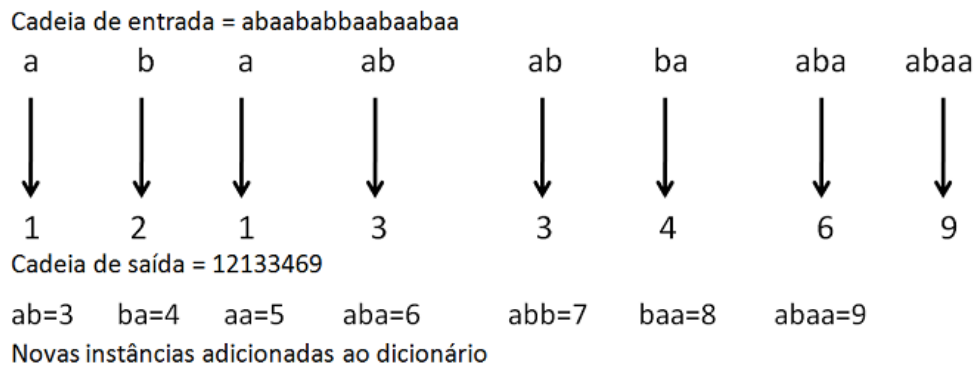 Cadeia de entrada = abaababbaabaabaa
a b a ab ab ba aba abaa
1 2 1 3 3 4 6 9
Cadeia de saída = 12133469
ab=3 ba=4 aa=5 aba=6 abb=7 baa=8 abaa=9
Novas instâncias adicionadas ao dicionário